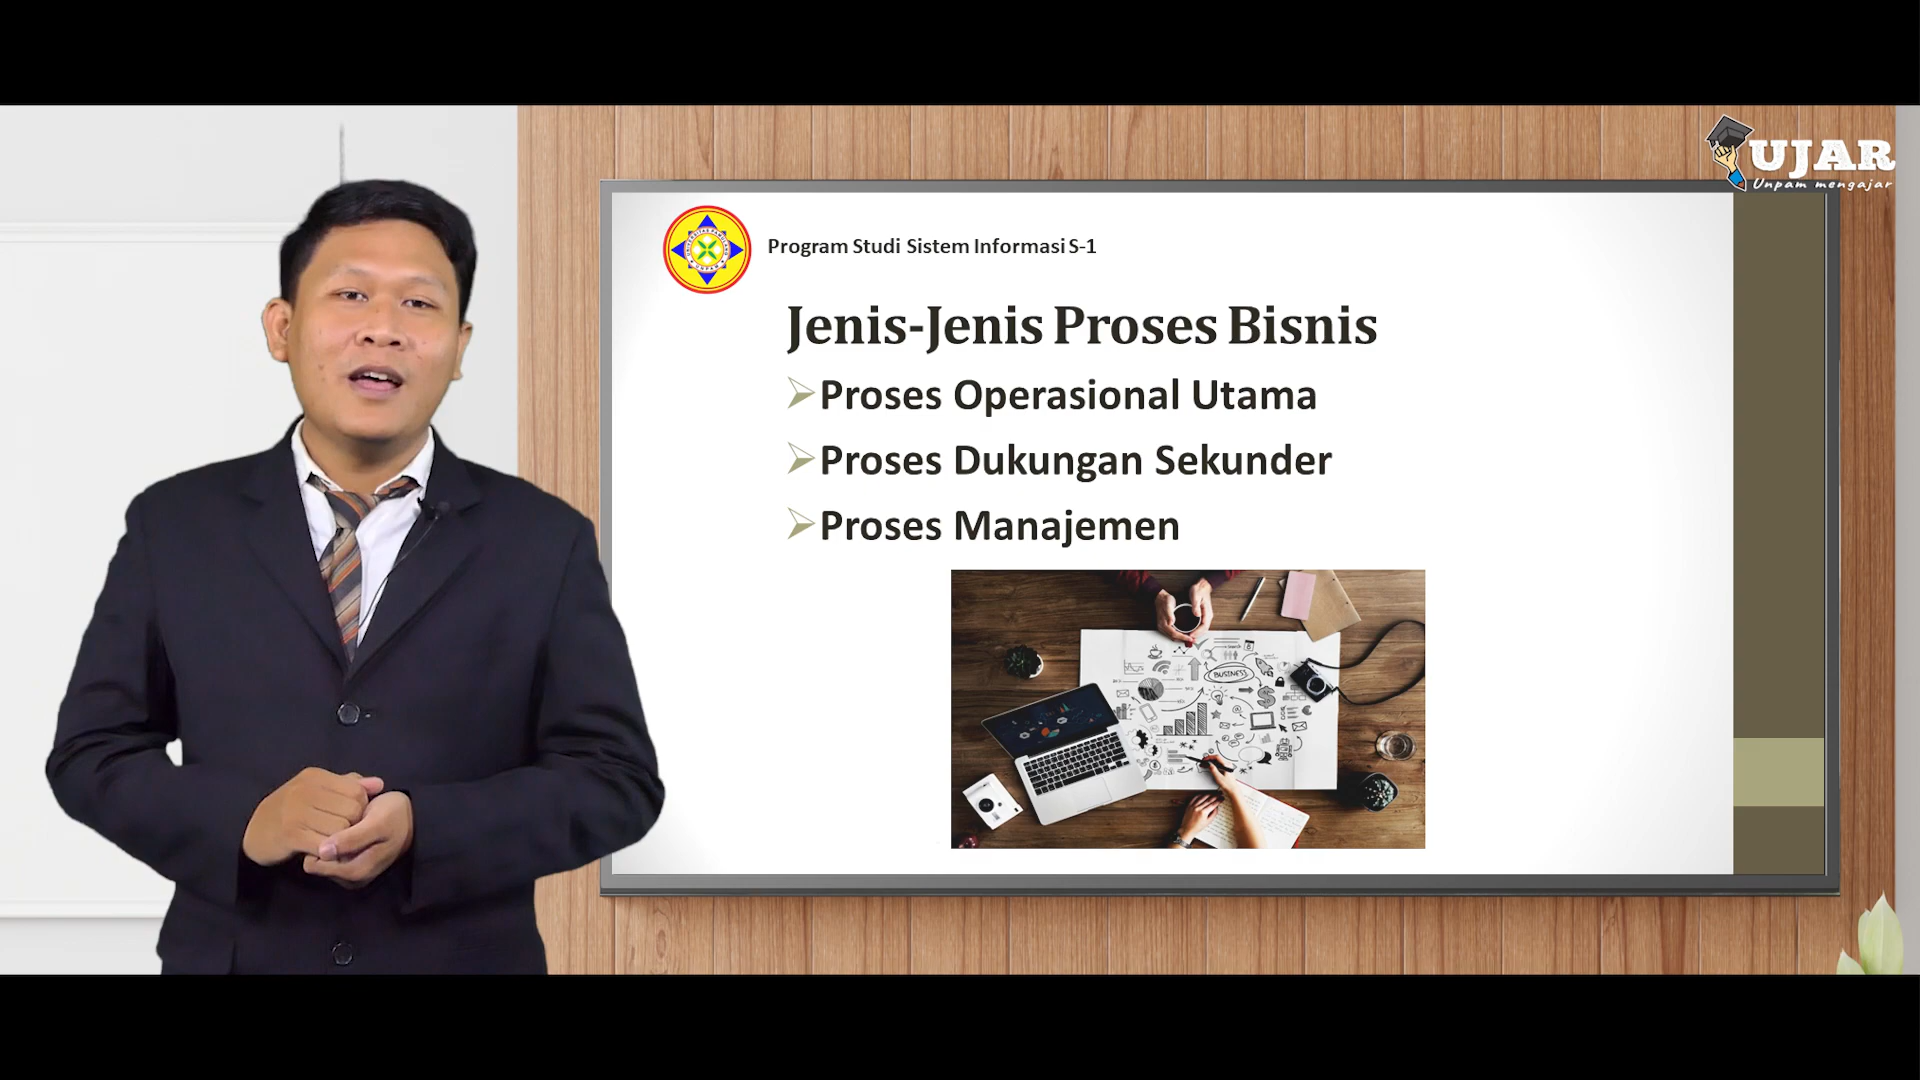 UJAR
Unpam mengajar
Program Studi Sistem Informasi S-1
Jenis-Jenis Proses Bisnis
Proses Operasional Utama
Proses Dukungan Sekunder
Proses Manajemen
BUSINESS